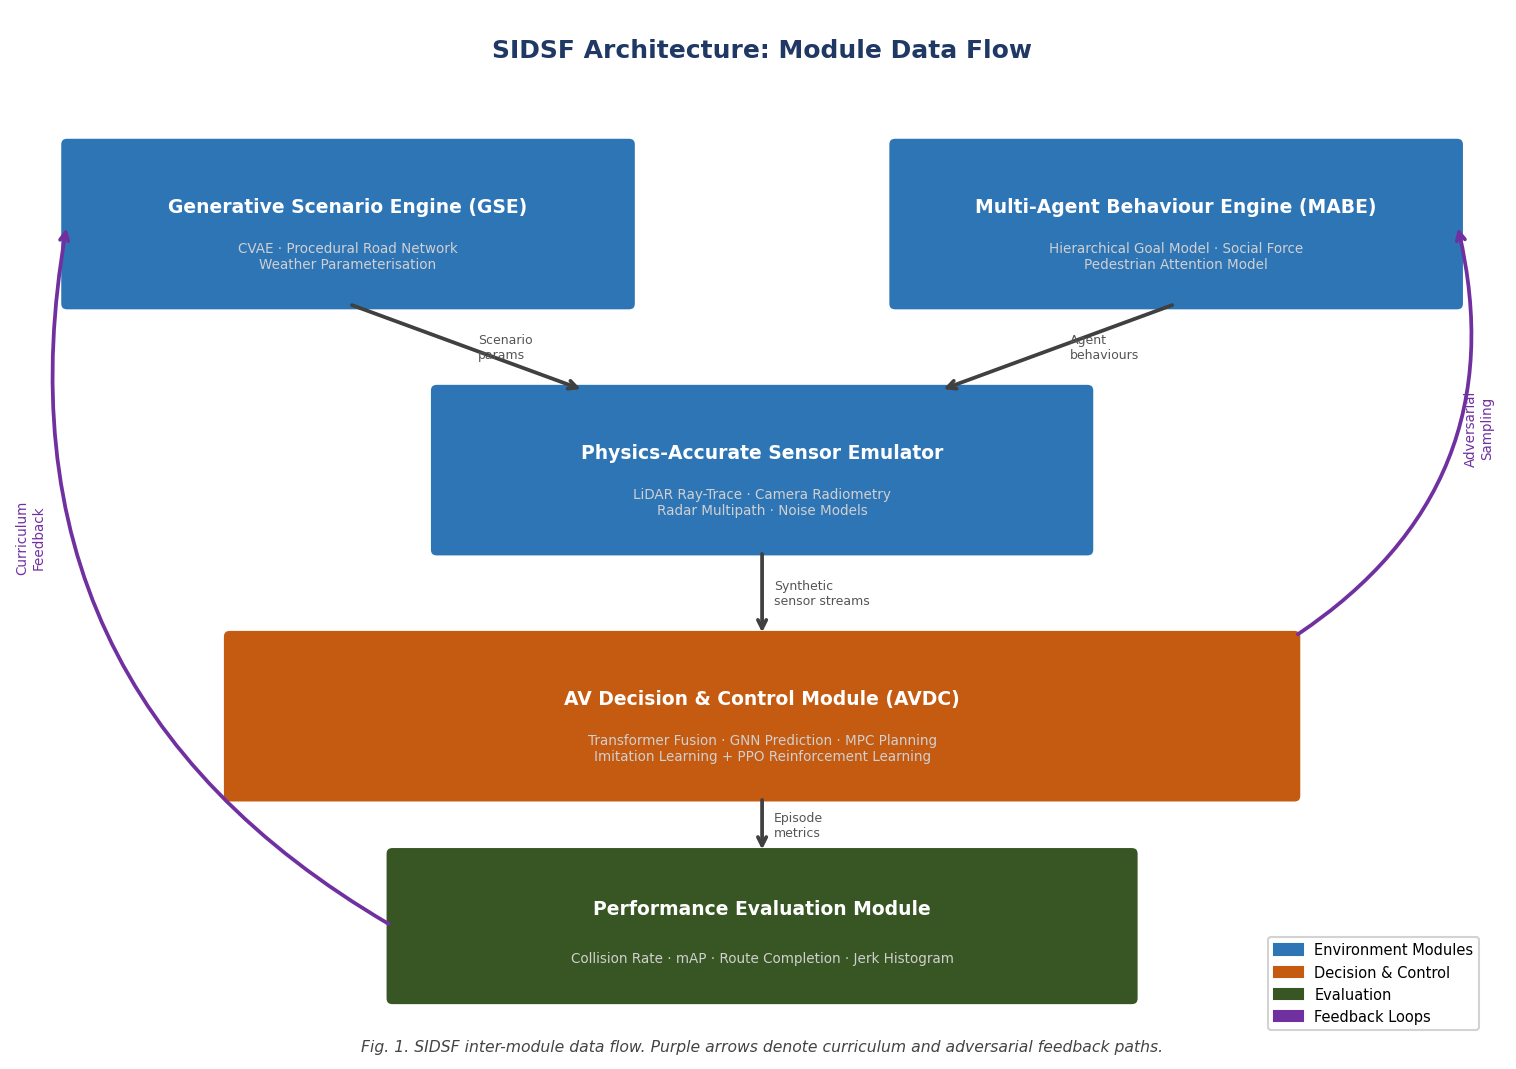 SIDSF Architecture: Module Data Flow
Generative Scenario Engine (GSE)
CVAE · Procedural Road Network
Weather Parameterisation
Multi-Agent Behaviour Engine (MABE)
Hierarchical Goal Model · Social Force
Pedestrian Attention Model
Scenario
params
Agent
behaviours
Physics-Accurate Sensor Emulator
LiDAR Ray-Trace · Camera Radiometry
Radar Multipath · Noise Models
Adversarial
Sampling
Curriculum
Feedback
Synthetic
sensor streams
AV Decision & Control Module (AVDC)
Transformer Fusion · GNN Prediction · MPC Planning
Imitation Learning + PPO Reinforcement Learning
Episode
metrics
Performance Evaluation Module
Collision Rate · mAP · Route Completion · Jerk Histogram
Environment Modules
Decision & Control
Evaluation
Feedback Loops
Fig. 1. SIDSF inter-module data flow. Purple arrows denote curriculum and adversarial feedback paths.